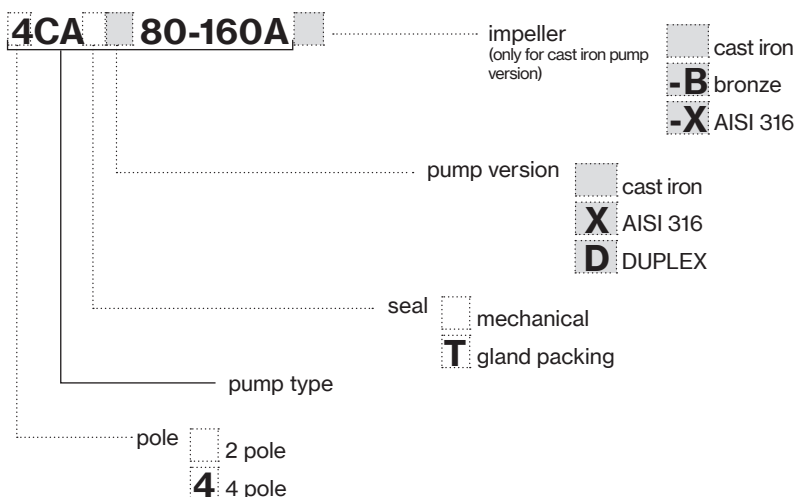 4CA 80-160A
impeller
(only for cast iron pump
version)
cast iron
-B bronze
-X AISI 316
pump version
cast iron
X AISI 316
D DUPLEX
seal
mechanical
T gland packing
pump type
pole
2 pole
4 4 pole